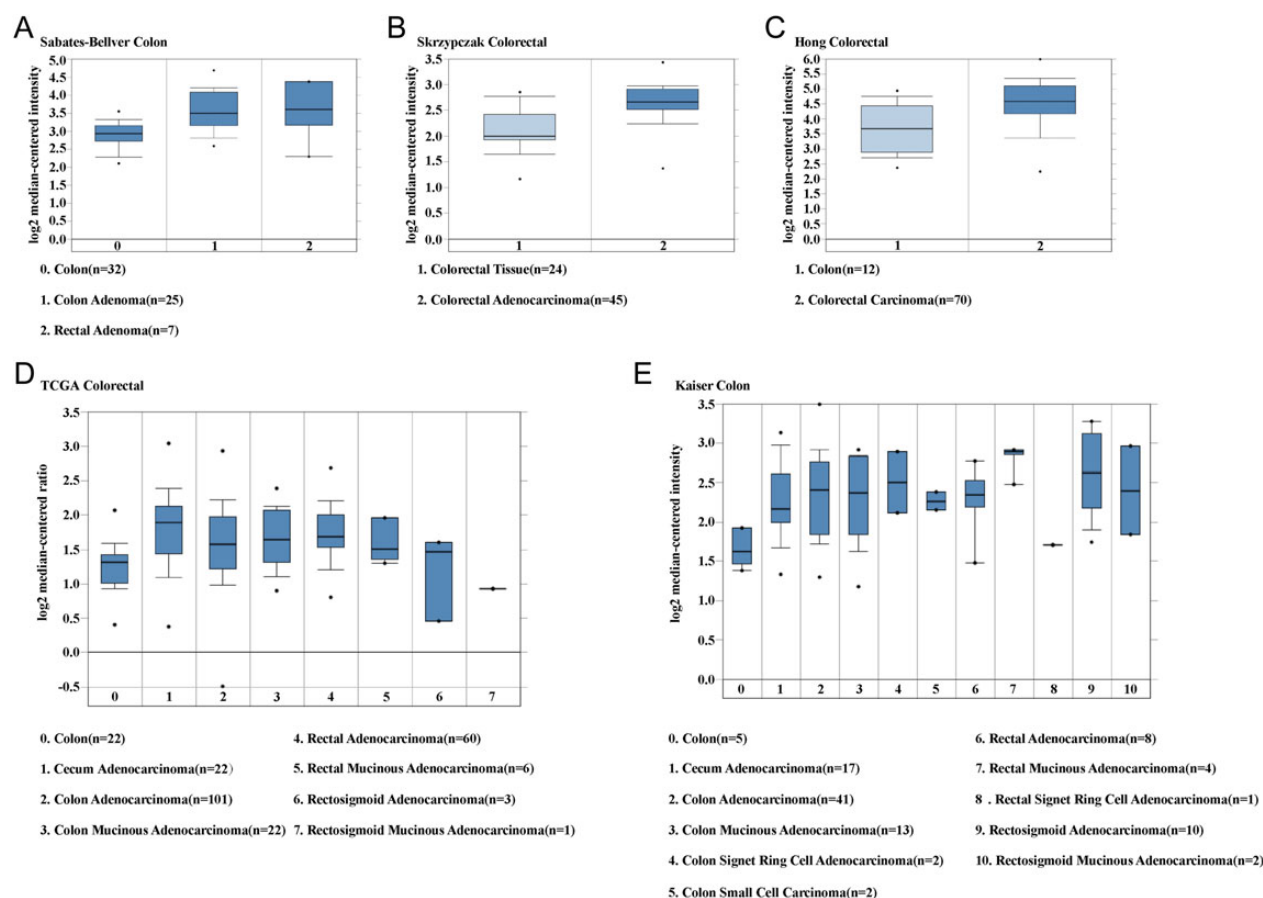 A
Sabates-Bellver Colon
log2 median-centered intensity
5.0
4.5
4.0
3.5
3.0
2.5
2.0
1.5
1.0
0.5
0.0
0 1 2
0. Colon(n=32)
1. Colon Adenoma(n=25)
2. Rectal Adenoma(n=7)
B
Skrzypczak Colorectal
log2 median-centered intensity
3.5
3.0
2.5
2.0
1.5
1.0
0.5
0.0
1 2
1. Colorectal Tissue(n=24)
2. Colorectal Adenocarcinoma(n=45)
C
Hong Colorectal
log2 median-centered intensity
6.0
5.5
5.0
4.5
4.0
3.5
3.0
2.5
2.0
1.5
1.0
0.5
0.0
1 2
1. Colon(n=12)
2. Colorectal Carcinoma(n=70)
D
TCGA Colorectal
log2 median-centered ratio
3.5
3.0
2.5
2.0
1.5
1.0
0.5
0.0
-0.5
0 1 2 3 4 5 6 7
0. Colon(n=22)
1. Cecum Adenocarcinoma(n=22)
2. Colon Adenocarcinoma(n=101)
3. Colon Mucinous Adenocarcinoma(n=22)
4. Rectal Adenocarcinoma(n=60)
5. Rectal Mucinous Adenocarcinoma(n=6)
6. Rectosigmoid Adenocarcinoma(n=3)
7. Rectosigmoid Mucinous Adenocarcinoma(n=1)
E
Kaiser Colon
log2 median-centered intensity
3.5
3.0
2.5
2.0
1.5
1.0
0.5
0.0
0 1 2 3 4 5 6 7 8 9 10
0. Colon(n=5)
1. Cecum Adenocarcinoma(n=17)
2. Colon Adenocarcinoma(n=41)
3. Colon Mucinous Adenocarcinoma(n=13)
4. Colon Signet Ring Cell Adenocarcinoma(n=2)
5. Colon Small Cell Carcinoma(n=2)
6. Rectal Adenocarcinoma(n=8)
7. Rectal Mucinous Adenocarcinoma(n=4)
8 . Rectal Signet Ring Cell Adenocarcinoma(n=1)
9. Rectosigmoid Adenocarcinoma(n=10)
10. Rectosigmoid Mucinous Adenocarcinoma(n=2)